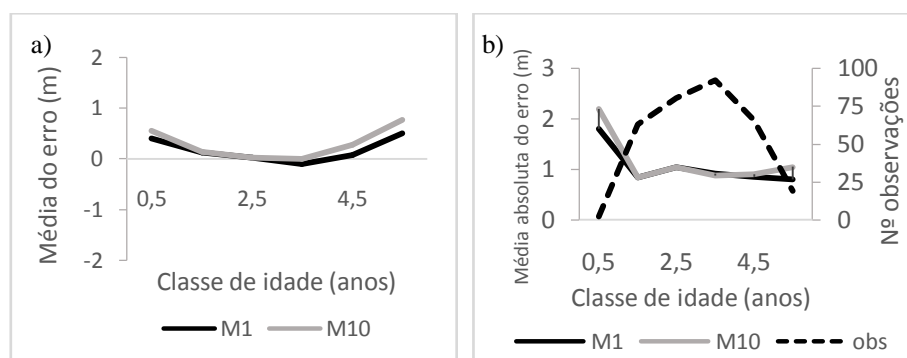 a)
2
1
0
-1
-2
Média do erro (m)
0,5 2,5 4,5
Classe de idade (anos)
M1 M10
b)
3
2
1
0
Média absoluta do erro (m)
100
75
50
25
0
Nº observações
0,5 2,5 4,5
Classe de idade (anos)
M1 M10 obs